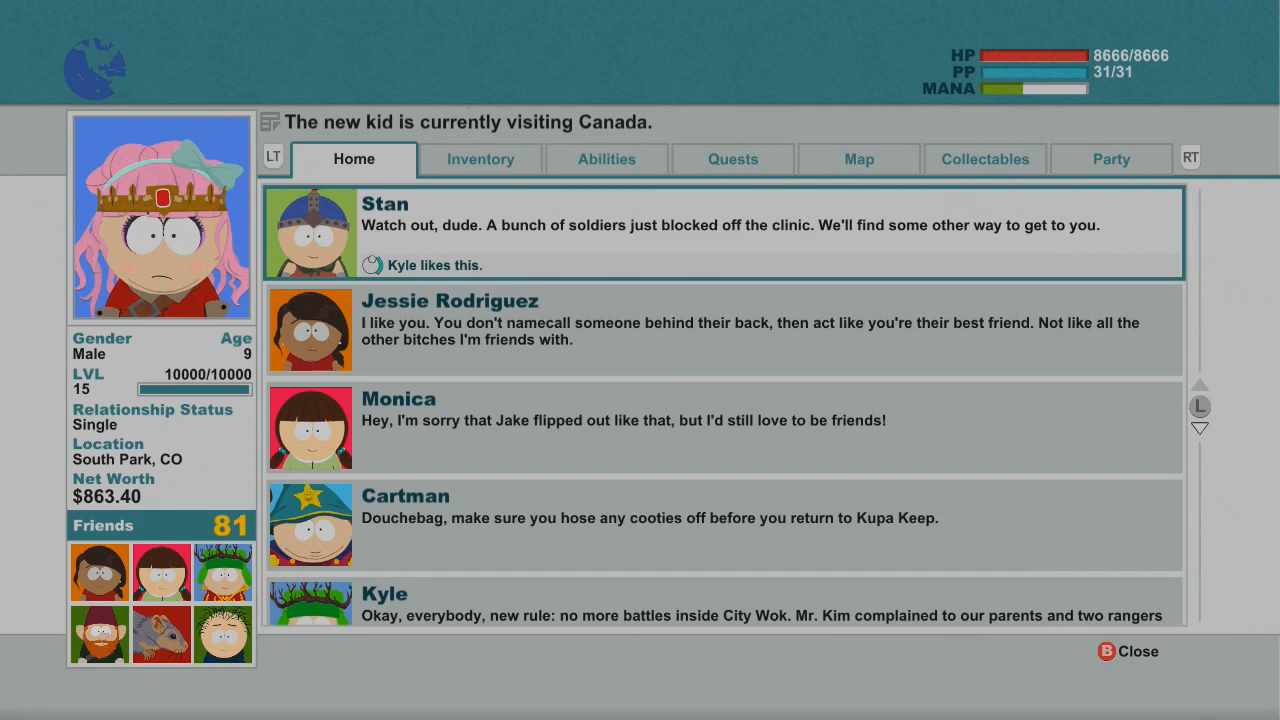 HP 8666/8666
PP 31/31
MANA
The new kid is currently visiting Canada.
LT Home Inventory Abilities Quests Map Collectables Party RT
Gender Age
Male 9
LVL 10000/10000
15
Relationship Status
Single
Location
South Park, CO
Net Worth
$863.40
Friends 81
Stan
Watch out, dude. A bunch of soldiers just blocked off the clinic. We'll find some other way to get to you.
Kyle likes this.
Jessie Rodriguez
I like you. You don't namecall someone behind their back, then act like you're their best friend. Not like all the
other bitches I'm friends with.
Monica
Hey, I'm sorry that Jake flipped out like that, but I'd still love to be friends!
Cartman
Douchebag, make sure you hose any cooties off before you return to Kupa Keep.
Kyle
Okay, everybody, new rule: no more battles inside City Wok. Mr. Kim complained to our parents and two rangers
L
B Close